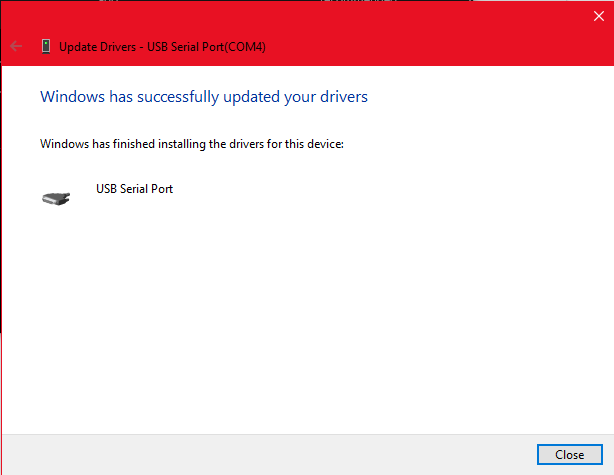 Update Drivers - USB Serial Port(COM4)
Windows has successfully updated your drivers
Windows has finished installing the drivers for this device:
USB Serial Port
Close